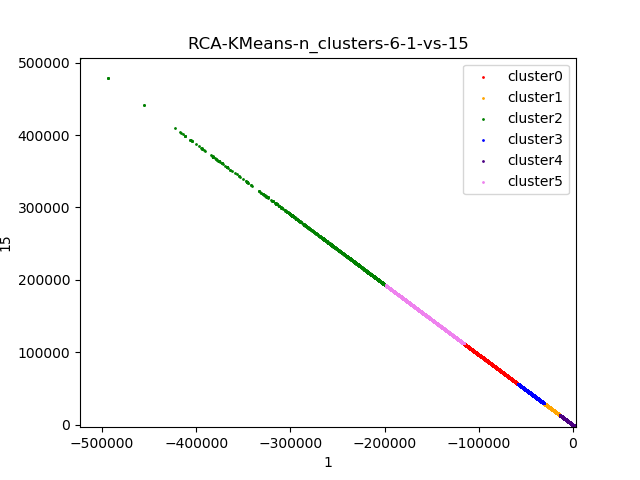 RCA-KMeans-n_clusters-6-1-vs-15
500000
400000
300000
200000
100000
0
15
cluster0
cluster1
cluster2
cluster3
cluster4
cluster5
−500000 −400000 −300000 −200000 −100000 0
1